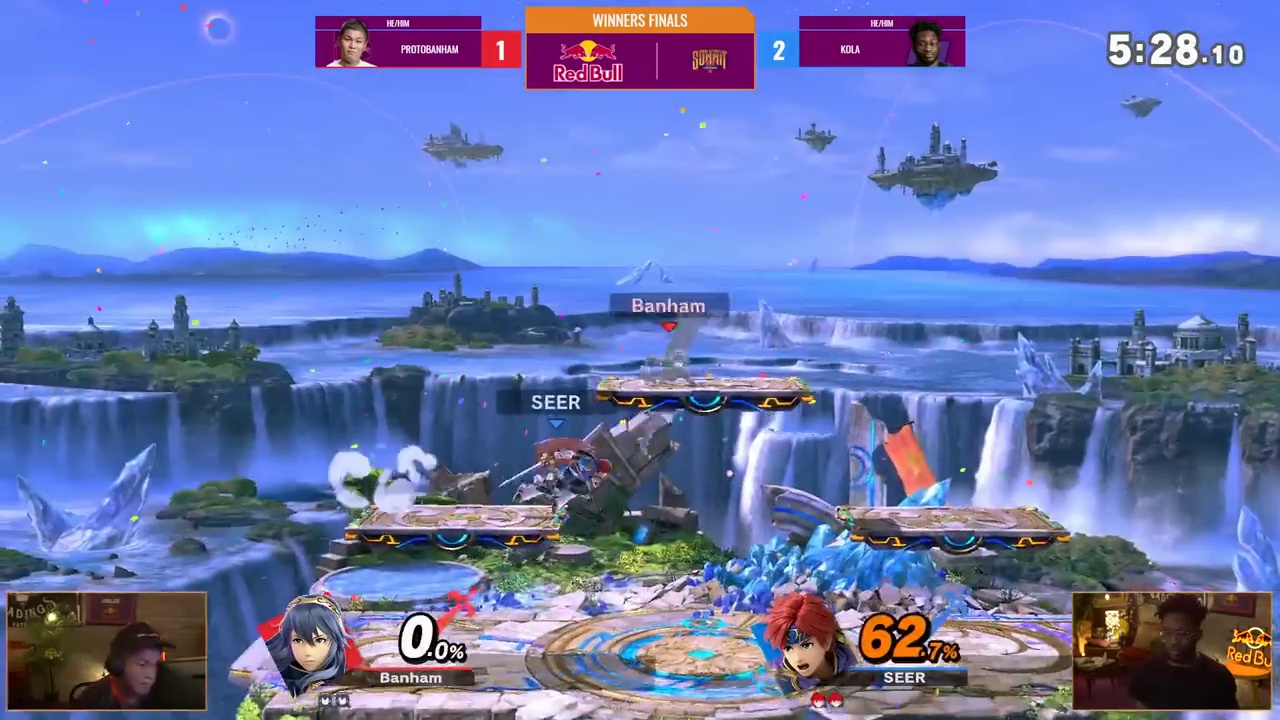 HE/HIM
PROTOBANHAM
1
WINNERS FINALS
Red Bull
SUMMIT
2
HE/HIM
KOLA
5:28.10
Banham
SEER
0.0%
Banham
62.7%
SEER
Red Bu